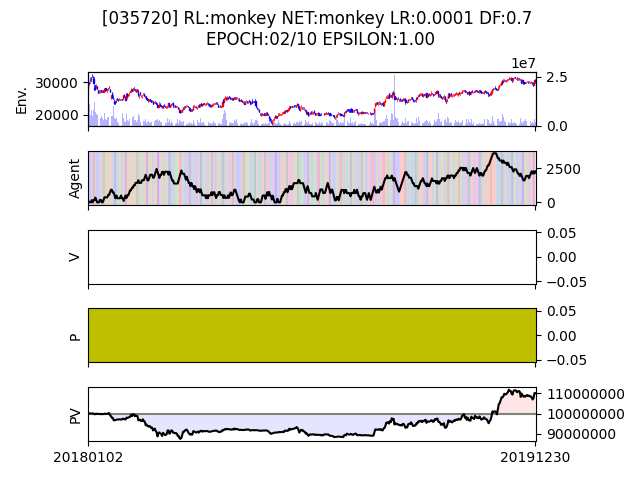 [035720] RL:monkey NET:monkey LR:0.0001 DF:0.7
EPOCH:02/10 EPSILON:1.00
1e7
Env.
30000
20000
2.5
0.0
Agent
2500
0
V
0.05
0.00
−0.05
P
0.05
0.00
−0.05
PV
110000000
100000000
90000000
20180102
20191230